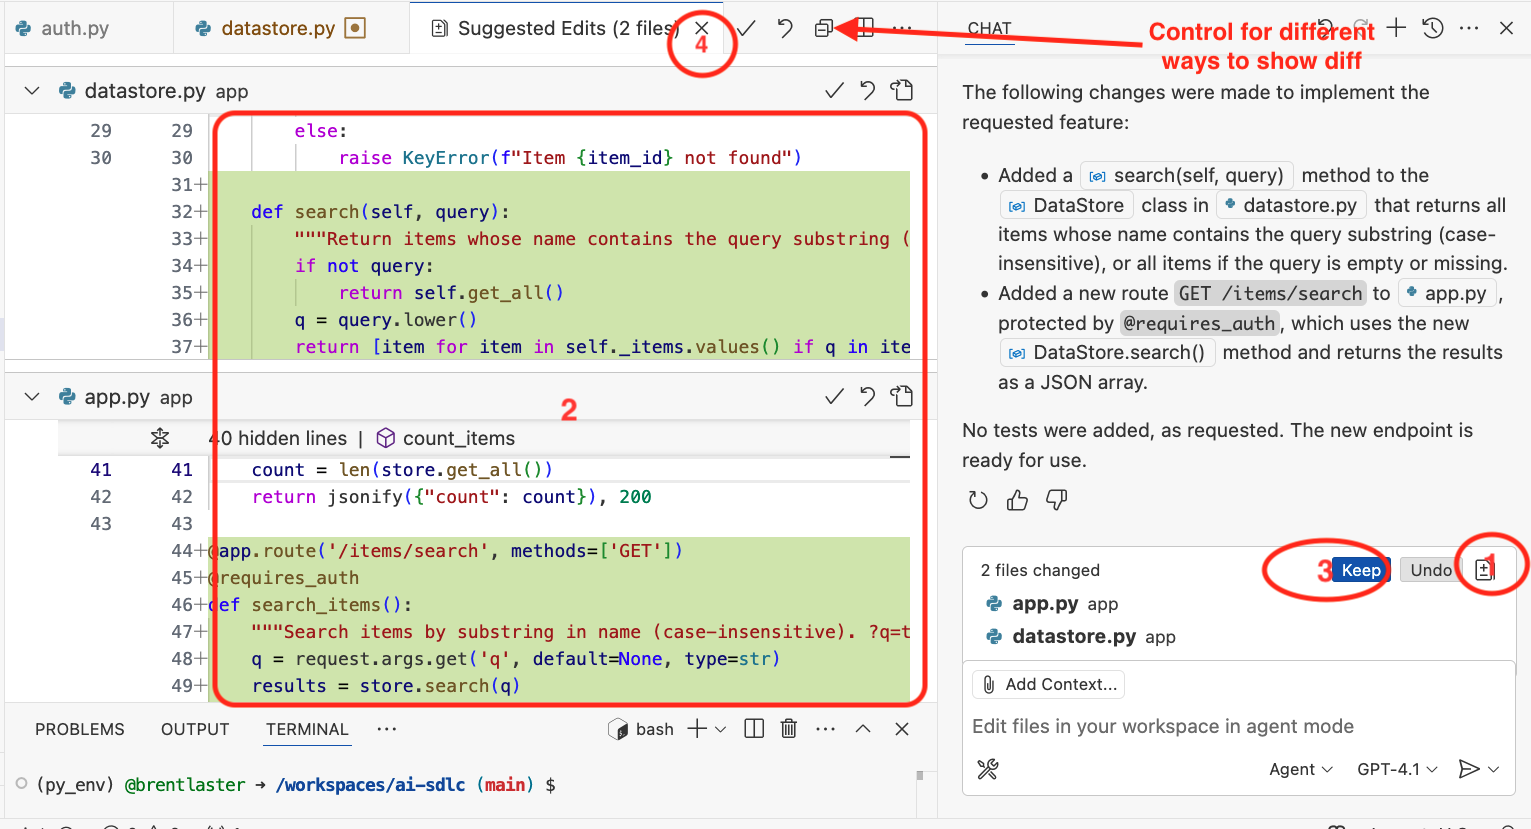 auth.py
datastore.py
Suggested Edits (2 files)
4
CHAT
Control for different
ways to show diff
datastore.py app
29 29 else:
30 30 raise KeyError(f"Item {item_id} not found")
31+
32+ def search(self, query):
33+ """Return items whose name contains the query substring (
34+ if not query:
35+ return self.get_all()
36+ q = query.lower()
37+ return [item for item in self._items.values() if q in ite
app.py app
2
40 hidden lines | count_items
41 41 count = len(store.get_all())
42 42 return jsonify({"count": count}), 200
43 43
44+ @app.route('/items/search', methods=['GET'])
45+ @requires_auth
46+ def search_items():
47+ """Search items by substring in name (case-insensitive). ?q=t
48+ q = request.args.get('q', default=None, type=str)
49+ results = store.search(q)
PROBLEMS OUTPUT TERMINAL
bash
(py_env) @brentlaster → /workspaces/ai-sdlc (main) $
The following changes were made to implement the
requested feature:
• Added a search(self, query) method to the
DataStore class in datastore.py that returns all
items whose name contains the query substring (case-
insensitive), or all items if the query is empty or missing.
• Added a new route GET /items/search to app.py ,
protected by @requires_auth, which uses the new
DataStore.search() method and returns the results
as a JSON array.
No tests were added, as requested. The new endpoint is
ready for use.
2 files changed
3 Keep Undo 1
app.py app
datastore.py app
Add Context...
Edit files in your workspace in agent mode
Agent GPT-4.1